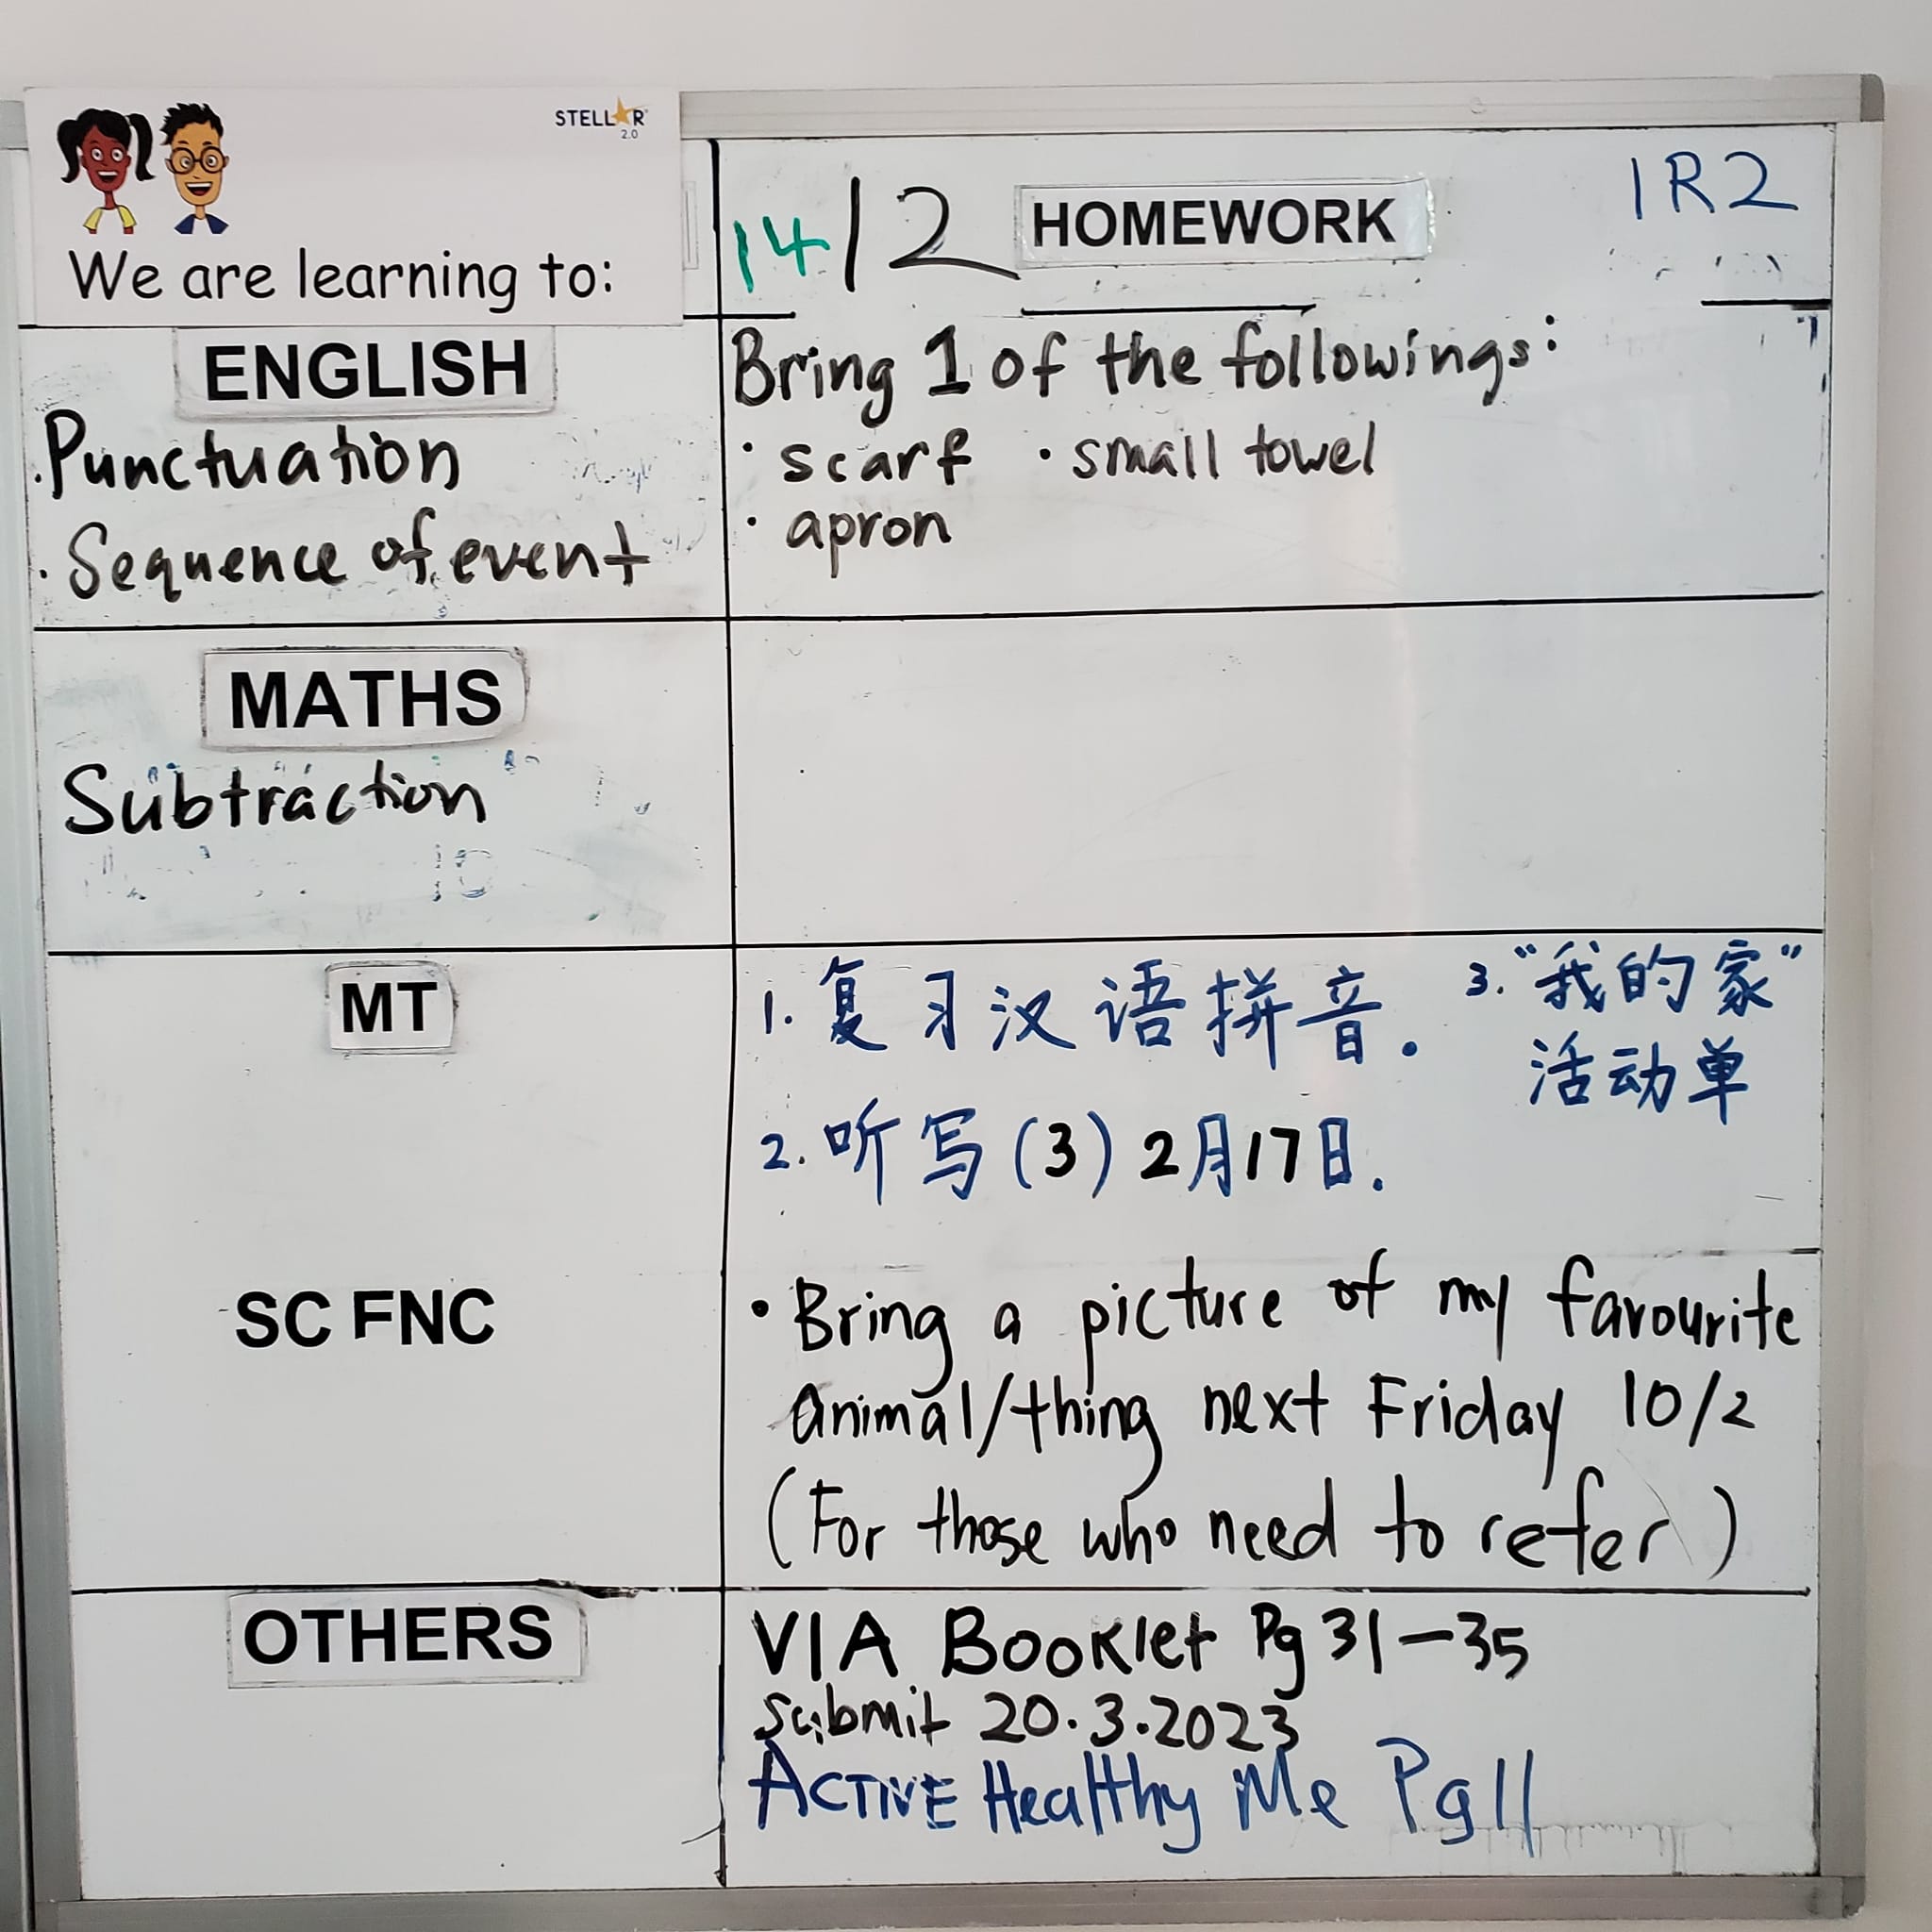 STELLAR 2.0
We are learning to:
14/2 HOMEWORK 1R2
ENGLISH
. Punctuation
. Sequence of event
Bring 1 of the followings:
· scarf · small towel
· apron
MATHS
Subtraction
MT
1. 复习汉语拼音.
2. 听写(3) 2月17日.
3. "我的家"
活动单
SC FNC
• Bring a picture of my favourite
animal/thing next Friday 10/2
(For those who need to refer)
OTHERS
VIA Booklet Pg 31-35
submit 20.3.2023
ACTIVE Healthy Me Pg11